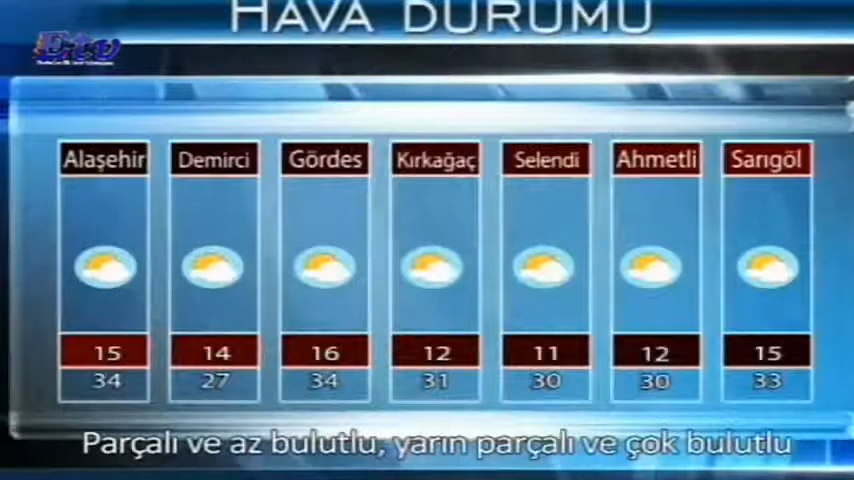 HAVA DURUMU
Etv
Alaşehir Demirci Gördes Kırkağaç Selendi Ahmetli Sarıgöl
15 14 16 12 11 12 15
34 27 34 31 30 30 33
Parçalı ve az bulutlu, yarın parçalı ve çok bulutlu